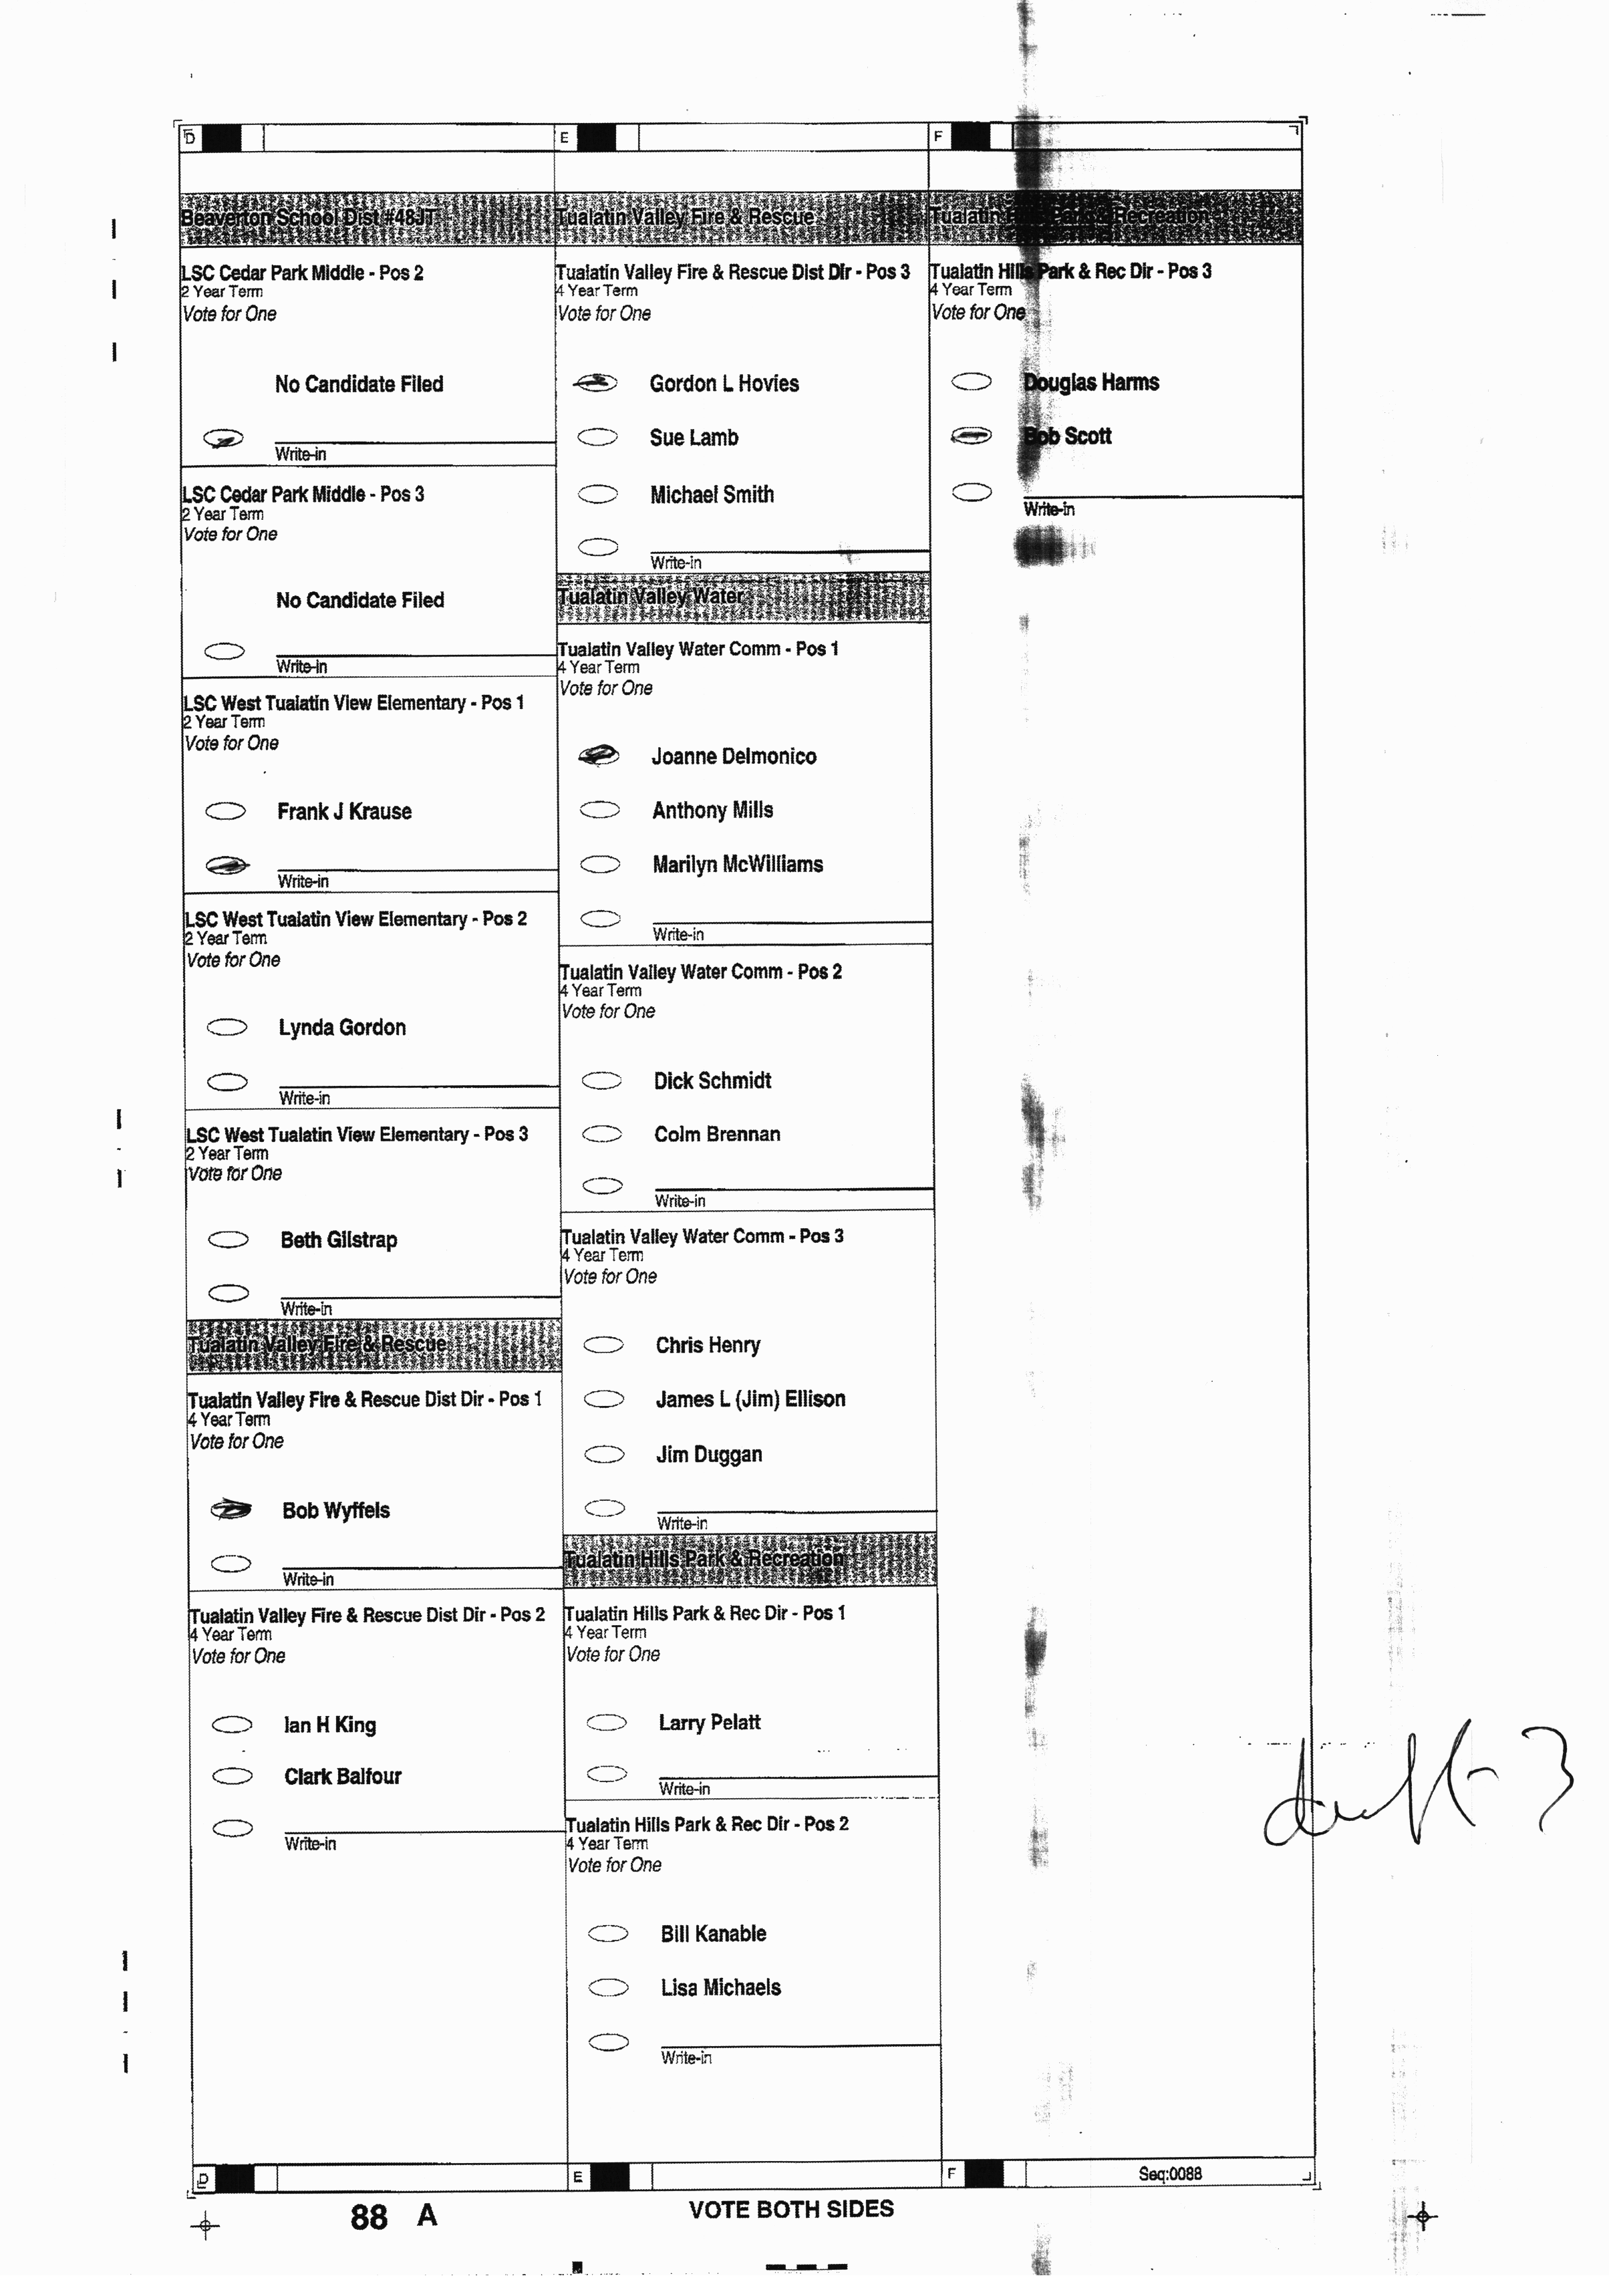 D
Beaverton School Dist #48JT
LSC Cedar Park Middle - Pos 2
2 Year Term
Vote for One
No Candidate Filed
Write-in
LSC Cedar Park Middle - Pos 3
2 Year Term
Vote for One
No Candidate Filed
Write-in
LSC West Tualatin View Elementary - Pos 1
2 Year Term
Vote for One
Frank J Krause
Write-in
LSC West Tualatin View Elementary - Pos 2
2 Year Term
Vote for One
Lynda Gordon
Write-in
LSC West Tualatin View Elementary - Pos 3
2 Year Term
Vote for One
Beth Gilstrap
Write-in
Tualatin Valley Fire & Rescue
Tualatin Valley Fire & Rescue Dist Dir - Pos 1
4 Year Term
Vote for One
Bob Wyffels
Write-in
Tualatin Valley Fire & Rescue Dist Dir - Pos 2
4 Year Term
Vote for One
Ian H King
Clark Balfour
Write-in
D
E
Tualatin Valley Fire & Rescue
Tualatin Valley Fire & Rescue Dist Dir - Pos 3
4 Year Term
Vote for One
Gordon L Hovies
Sue Lamb
Michael Smith
Write-in
Tualatin Valley Water
Tualatin Valley Water Comm - Pos 1
4 Year Term
Vote for One
Joanne Delmonico
Anthony Mills
Marilyn McWilliams
Write-in
Tualatin Valley Water Comm - Pos 2
4 Year Term
Vote for One
Dick Schmidt
Colm Brennan
Write-in
Tualatin Valley Water Comm - Pos 3
4 Year Term
Vote for One
Chris Henry
James L (Jim) Ellison
Jim Duggan
Write-in
Tualatin Hills Park & Recreation
Tualatin Hills Park & Rec Dir - Pos 1
4 Year Term
Vote for One
Larry Pelatt
Write-in
Tualatin Hills Park & Rec Dir - Pos 2
4 Year Term
Vote for One
Bill Kanable
Lisa Michaels
Write-in
E
F
Tualatin Hills Park & Recreation
Tualatin Hills Park & Rec Dir - Pos 3
4 Year Term
Vote for One
Douglas Harms
Bob Scott
Write-in
F
Seq:0088
88 A
VOTE BOTH SIDES